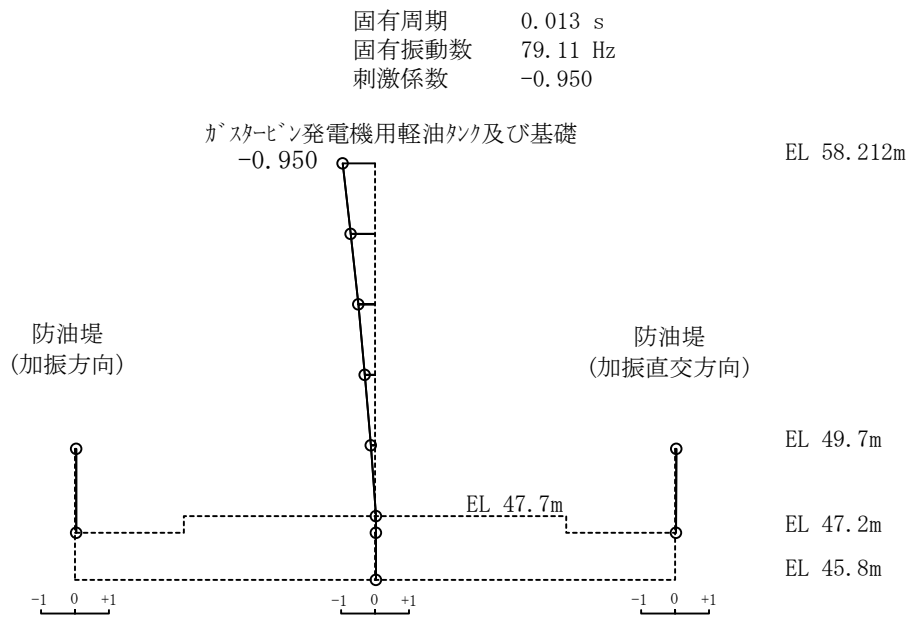 固有周期 0.013 s
固有振動数 79.11 Hz
刺激係数 -0.950
ガスタービン発電機用軽油タンク及び基礎
-0.950
EL 58.212m
防油堤
(加振方向)
防油堤
(加振直交方向)
EL 49.7m
EL 47.7m
EL 47.2m
EL 45.8m
-1 0 +1
-1 0 +1
-1 0 +1